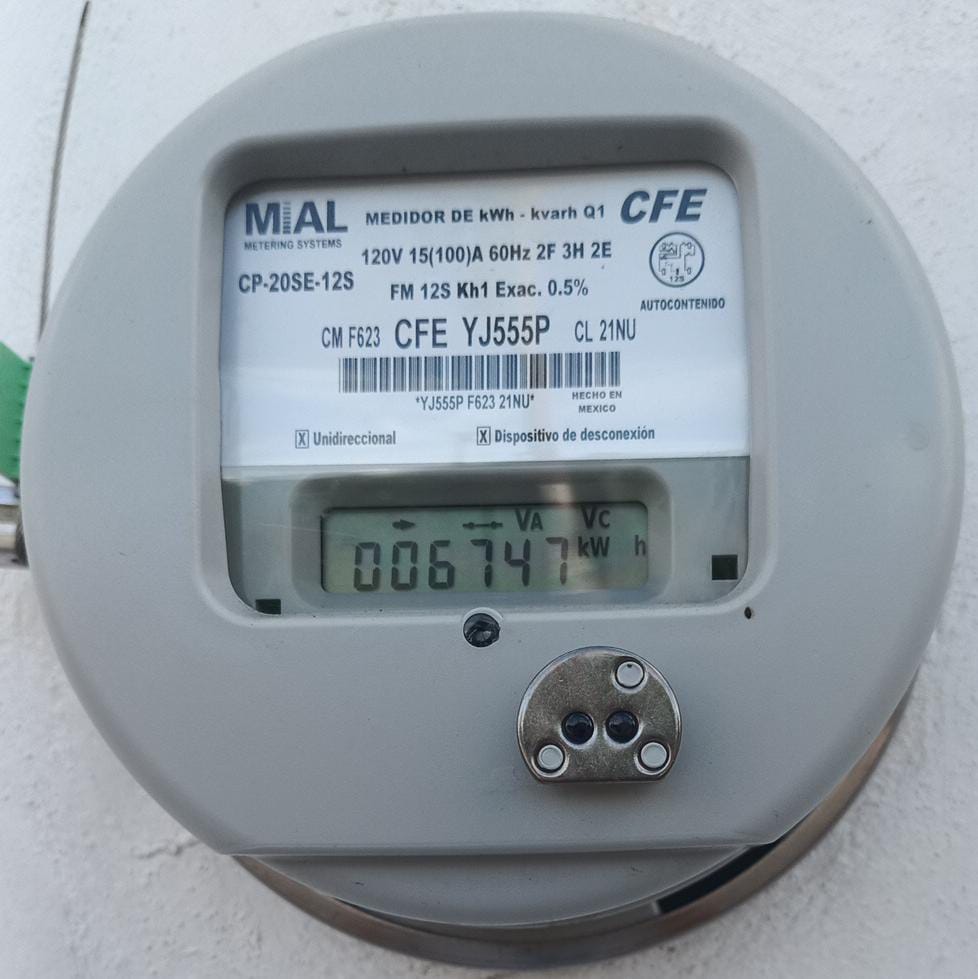 MIAL
METERING SYSTEMS
MEDIDOR DE kWh - kvarh Q1
CFE
120V 15(100)A 60Hz 2F 3H 2E
CP-20SE-12S
FM 12S Kh1 Exac. 0.5%
12S
AUTOCONTENIDO
CM F623 CFE YJ555P CL 21NU
*YJ555P F623 21NU*
HECHO EN
MEXICO
X Unidireccional
X Dispositivo de desconexión
VA VC
006747 kW h